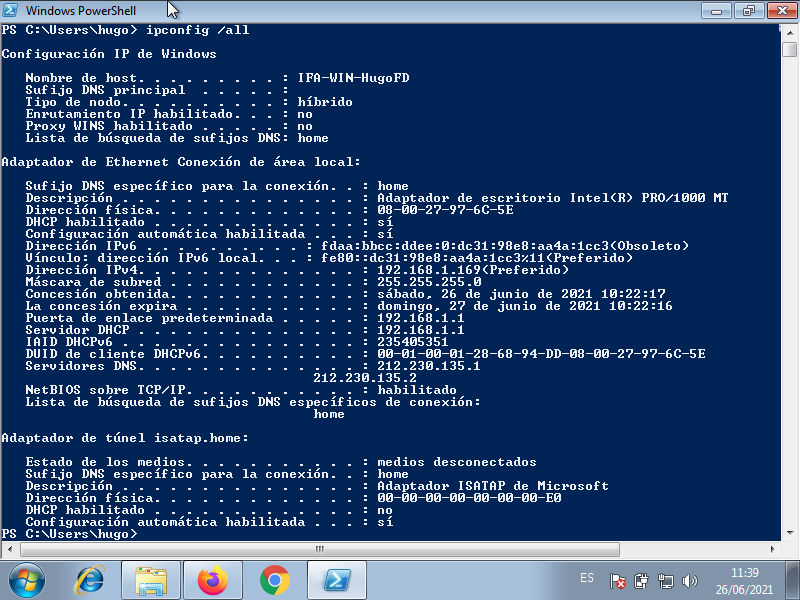 Windows PowerShell
PS C:\Users\hugo> ipconfig /all
Configuración IP de Windows
Nombre de host. . . . . . . . . : IFA-WIN-HugoFD
Sufijo DNS principal . . . . . :
Tipo de nodo. . . . . . . . . . : híbrido
Enrutamiento IP habilitado. . . : no
Proxy WINS habilitado . . . . . : no
Lista de búsqueda de sufijos DNS: home
Adaptador de Ethernet Conexión de área local:
Sufijo DNS específico para la conexión. . : home
Descripción . . . . . . . . . . . . . . . : Adaptador de escritorio Intel(R) PRO/1000 MT
Dirección física. . . . . . . . . . . . . : 08-00-27-97-6C-5E
DHCP habilitado . . . . . . . . . . . . . : sí
Configuración automática habilitada . . . : sí
Dirección IPv6 . . . . . . . . . . : fdaa:bbcc:ddee:0:dc31:98e8:aa4a:1cc3(Obsoleto)
Vínculo: dirección IPv6 local. . . : fe80::dc31:98e8:aa4a:1cc3%11(Preferido)
Dirección IPv4. . . . . . . . . . . . . . : 192.168.1.169(Preferido)
Máscara de subred . . . . . . . . . . . . : 255.255.255.0
Concesión obtenida. . . . . . . . . . . . : sábado, 26 de junio de 2021 10:22:17
La concesión expira . . . . . . . . . . . : domingo, 27 de junio de 2021 10:22:16
Puerta de enlace predeterminada . . . . . : 192.168.1.1
Servidor DHCP . . . . . . . . . . . . . . : 192.168.1.1
IAID DHCPv6 . . . . . . . . . . . . . . . : 235405351
DUID de cliente DHCPv6. . . . . . . . . . : 00-01-00-01-28-68-94-DD-08-00-27-97-6C-5E
Servidores DNS. . . . . . . . . . . . . . : 212.230.135.1
212.230.135.2
NetBIOS sobre TCP/IP. . . . . . . . . . . : habilitado
Lista de búsqueda de sufijos DNS específicos de conexión:
home
Adaptador de túnel isatap.home:
Estado de los medios. . . . . . . . . . . : medios desconectados
Sufijo DNS específico para la conexión. . : home
Descripción . . . . . . . . . . . . . . . : Adaptador ISATAP de Microsoft
Dirección física. . . . . . . . . . . . . : 00-00-00-00-00-00-00-E0
DHCP habilitado . . . . . . . . . . . . . : no
Configuración automática habilitada . . . : sí
PS C:\Users\hugo>
ES
11:39
26/06/2021